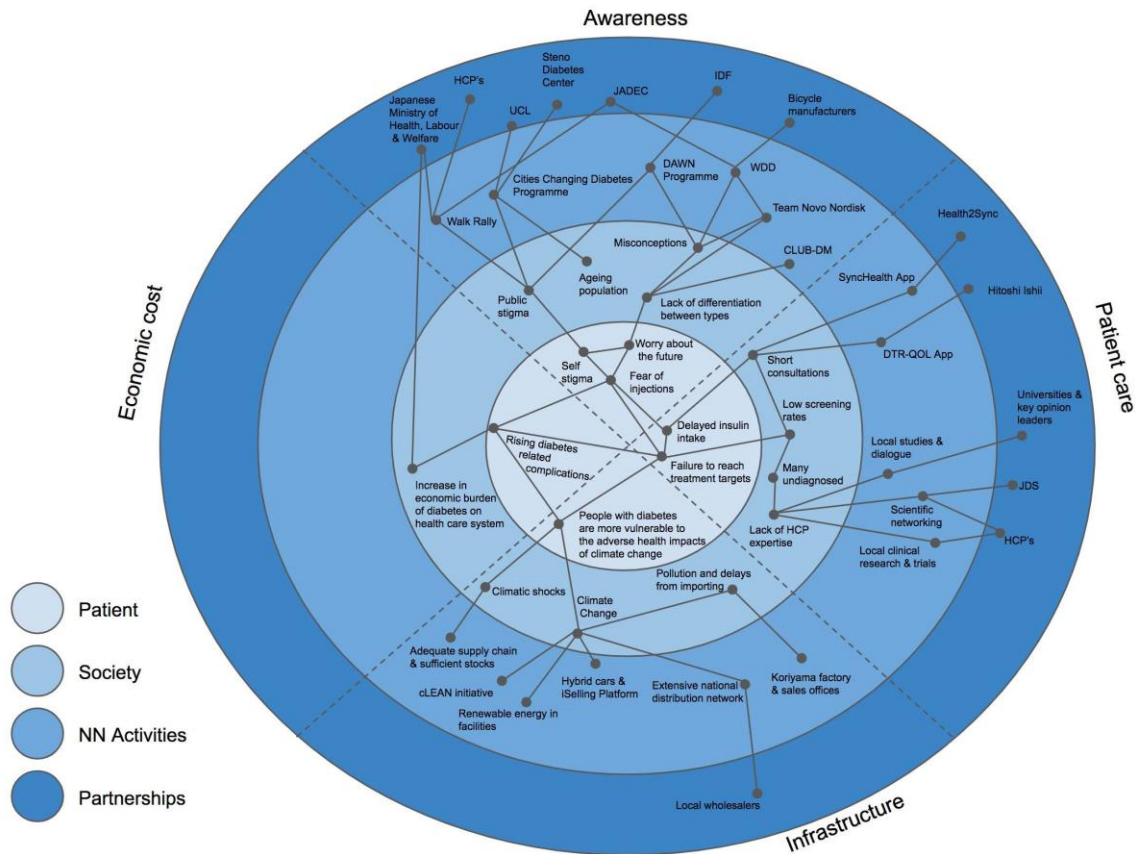 Awareness
Steno
Diabetes
Center
HCP's
IDF
JADEC
Bicycle
manufacturers
Japanese
Ministry of
Health, Labour
& Welfare
UCL
DAWN
Programme
WDD
Cities Changing Diabetes
Programme
Team Novo Nordisk
Walk Rally
Health2Sync
Misconceptions
CLUB-DM
Ageing
population
SyncHealth App
Hitoshi Ishii
Public
stigma
Lack of differentiation
between types
Economic cost
Patient care
DTR-QOL App
Worry about
the future
Short
consultations
Self
stigma
Fear of
injections
Universities &
key opinion
leaders
Low screening
rates
Delayed insulin
intake
Local studies &
dialogue
Rising diabetes
related
complications
Failure to reach
treatment targets
Many
undiagnosed
Increase in
economic burden
of diabetes on
health care system
JDS
Scientific
networking
People with diabetes
are more vulnerable to
the adverse health impacts
of climate change
Lack of HCP
expertise
HCP's
Local clinical
research & trials
Pollution and delays
from importing
Climatic shocks
Climate
Change
Adequate supply chain
& sufficient stocks
Koriyama factory
& sales offices
cLEAN initiative
Hybrid cars &
iSelling Platform
Extensive national
distribution network
Renewable energy in
facilities
Local wholesalers
Infrastructure
Patient
Society
NN Activities
Partnerships